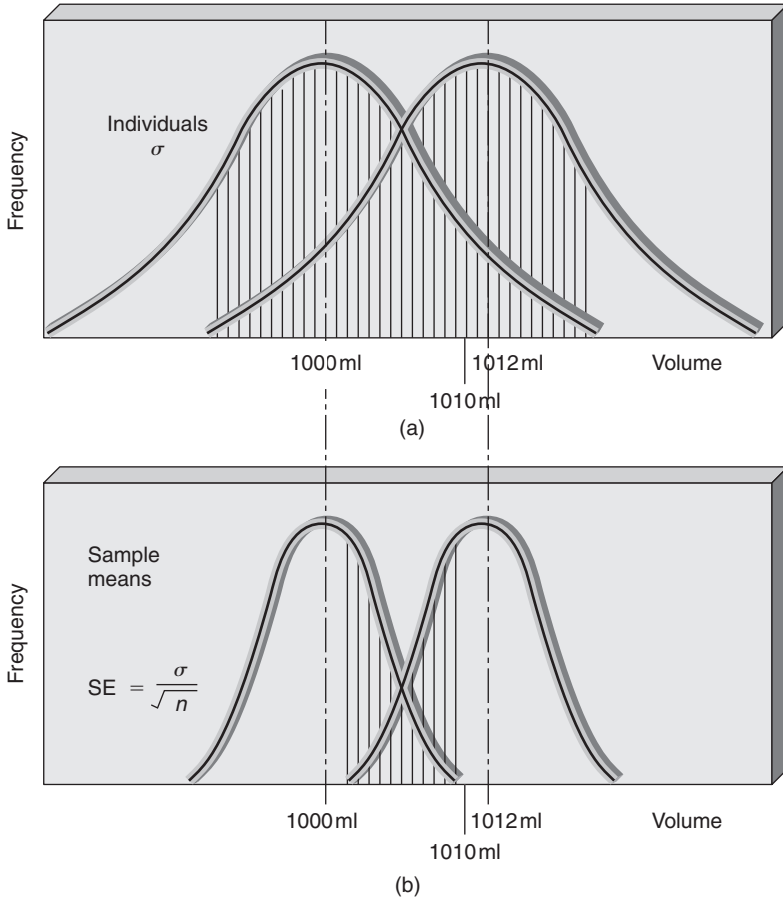 Individuals
σ
Frequency
1000 ml
1012 ml
Volume
1010 ml
(a)
Sample
means
SE = σ / √n
Frequency
1000 ml
1012 ml
Volume
1010 ml
(b)